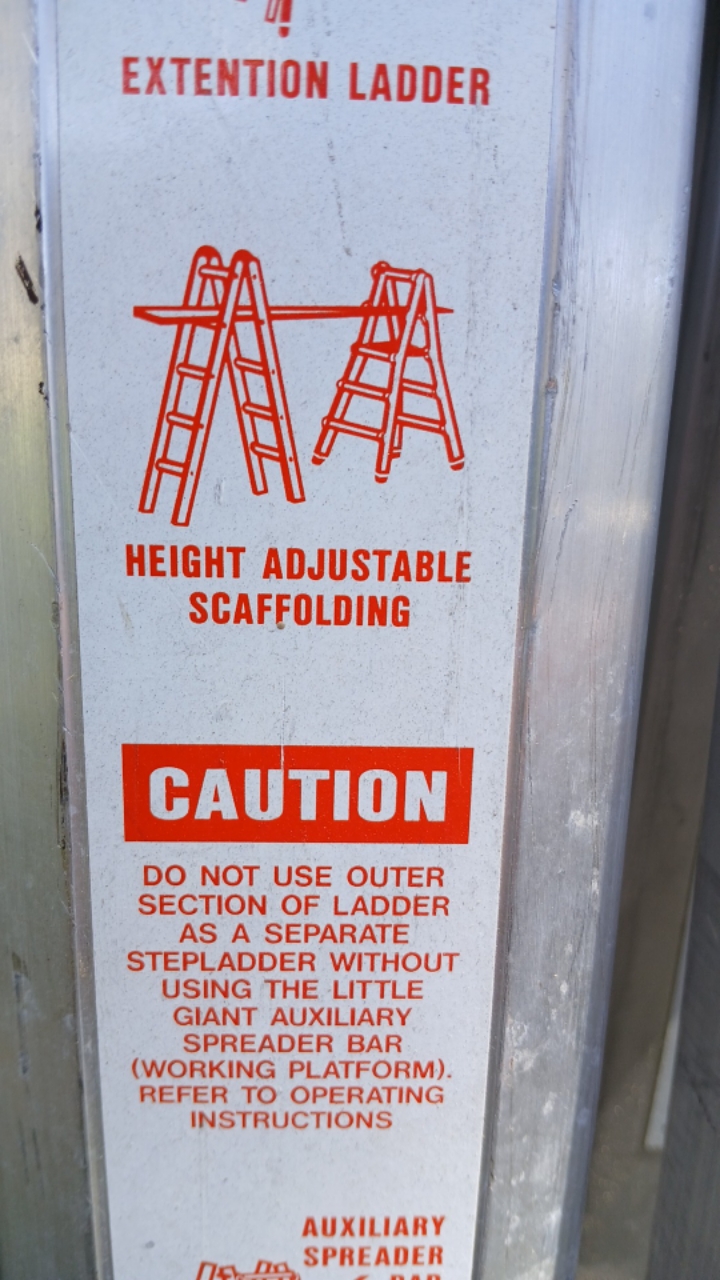 EXTENTION LADDER
HEIGHT ADJUSTABLE
SCAFFOLDING
CAUTION
DO NOT USE OUTER
SECTION OF LADDER
AS A SEPARATE
STEPLADDER WITHOUT
USING THE LITTLE
GIANT AUXILIARY
SPREADER BAR
(WORKING PLATFORM).
REFER TO OPERATING
INSTRUCTIONS
AUXILIARY
SPREADER
BAR